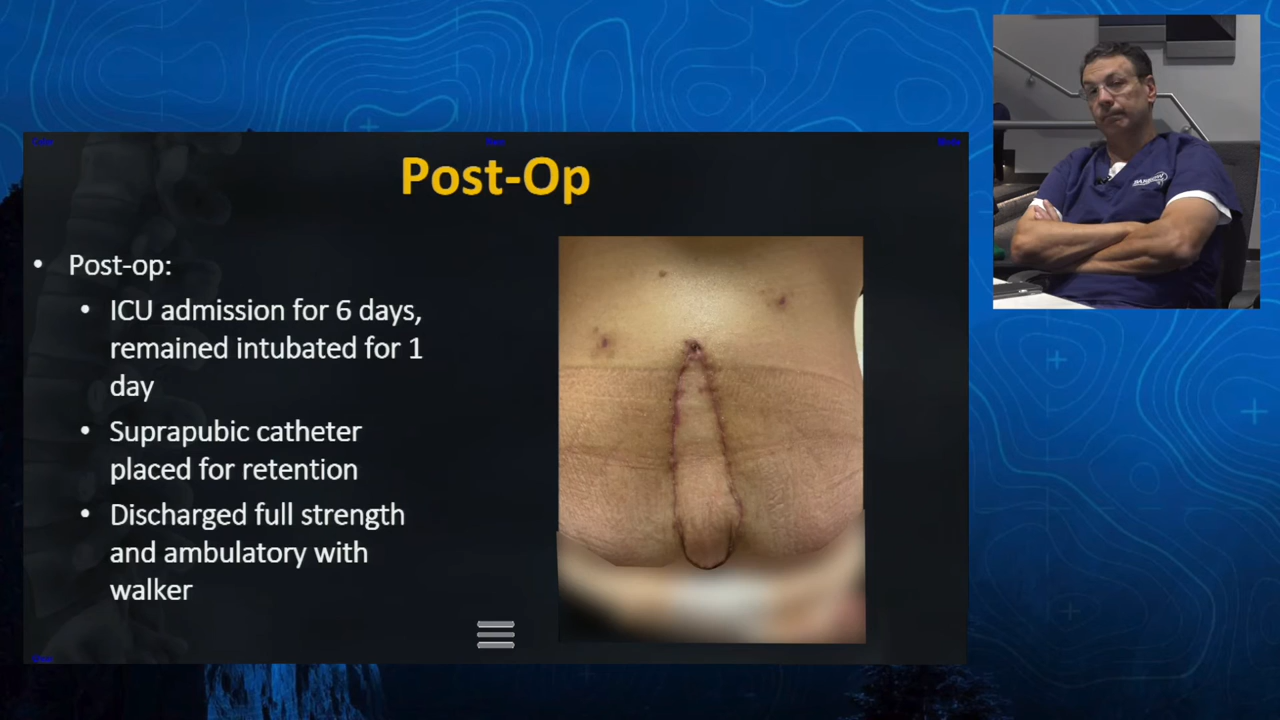 Post-Op
• Post-op:
• ICU admission for 6 days,
remained intubated for 1
day
• Suprapubic catheter
placed for retention
• Discharged full strength
and ambulatory with
walker
BARROW